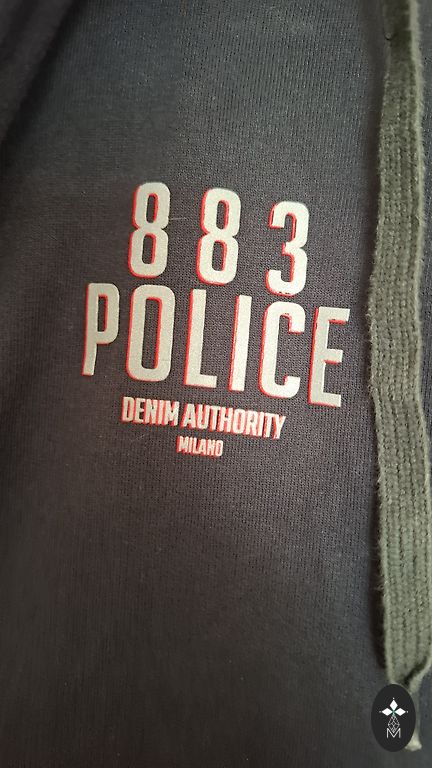 883
POLICE
DENIM AUTHORITY
MILANO
M